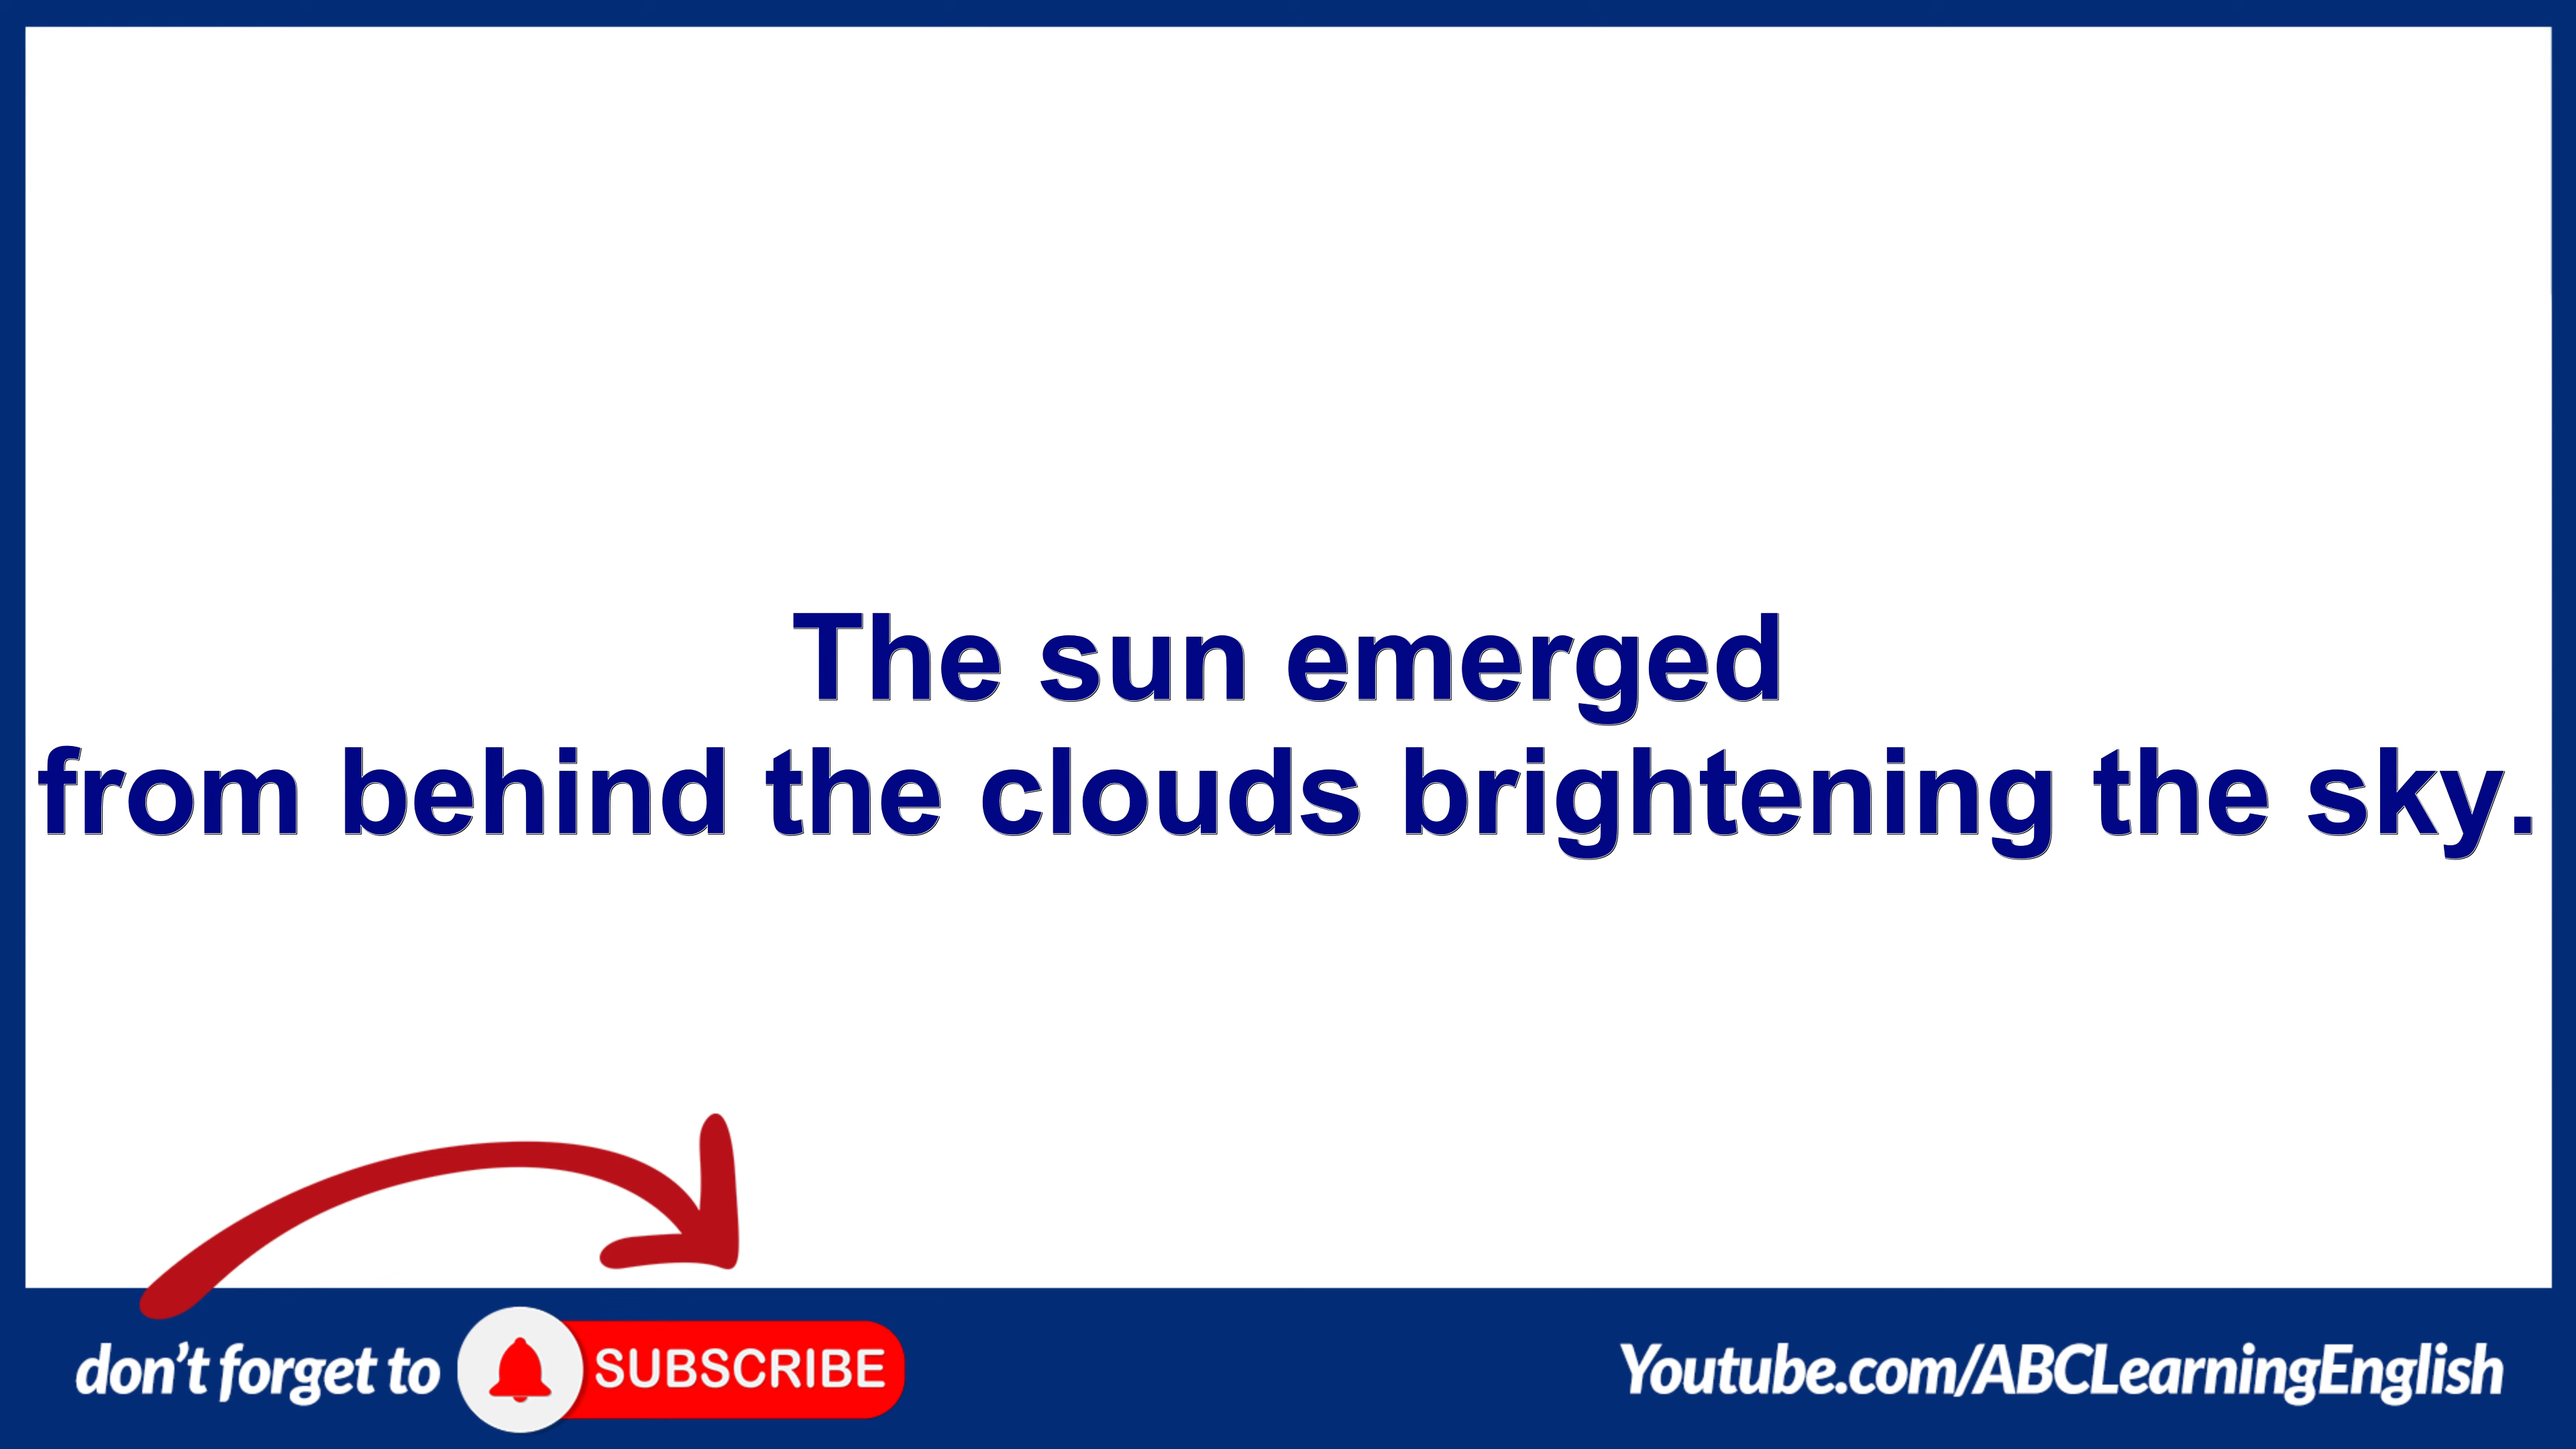 The sun emerged
from behind the clouds brightening the sky.
don't forget to SUBSCRIBE
Youtube.com/ABCLearningEnglish